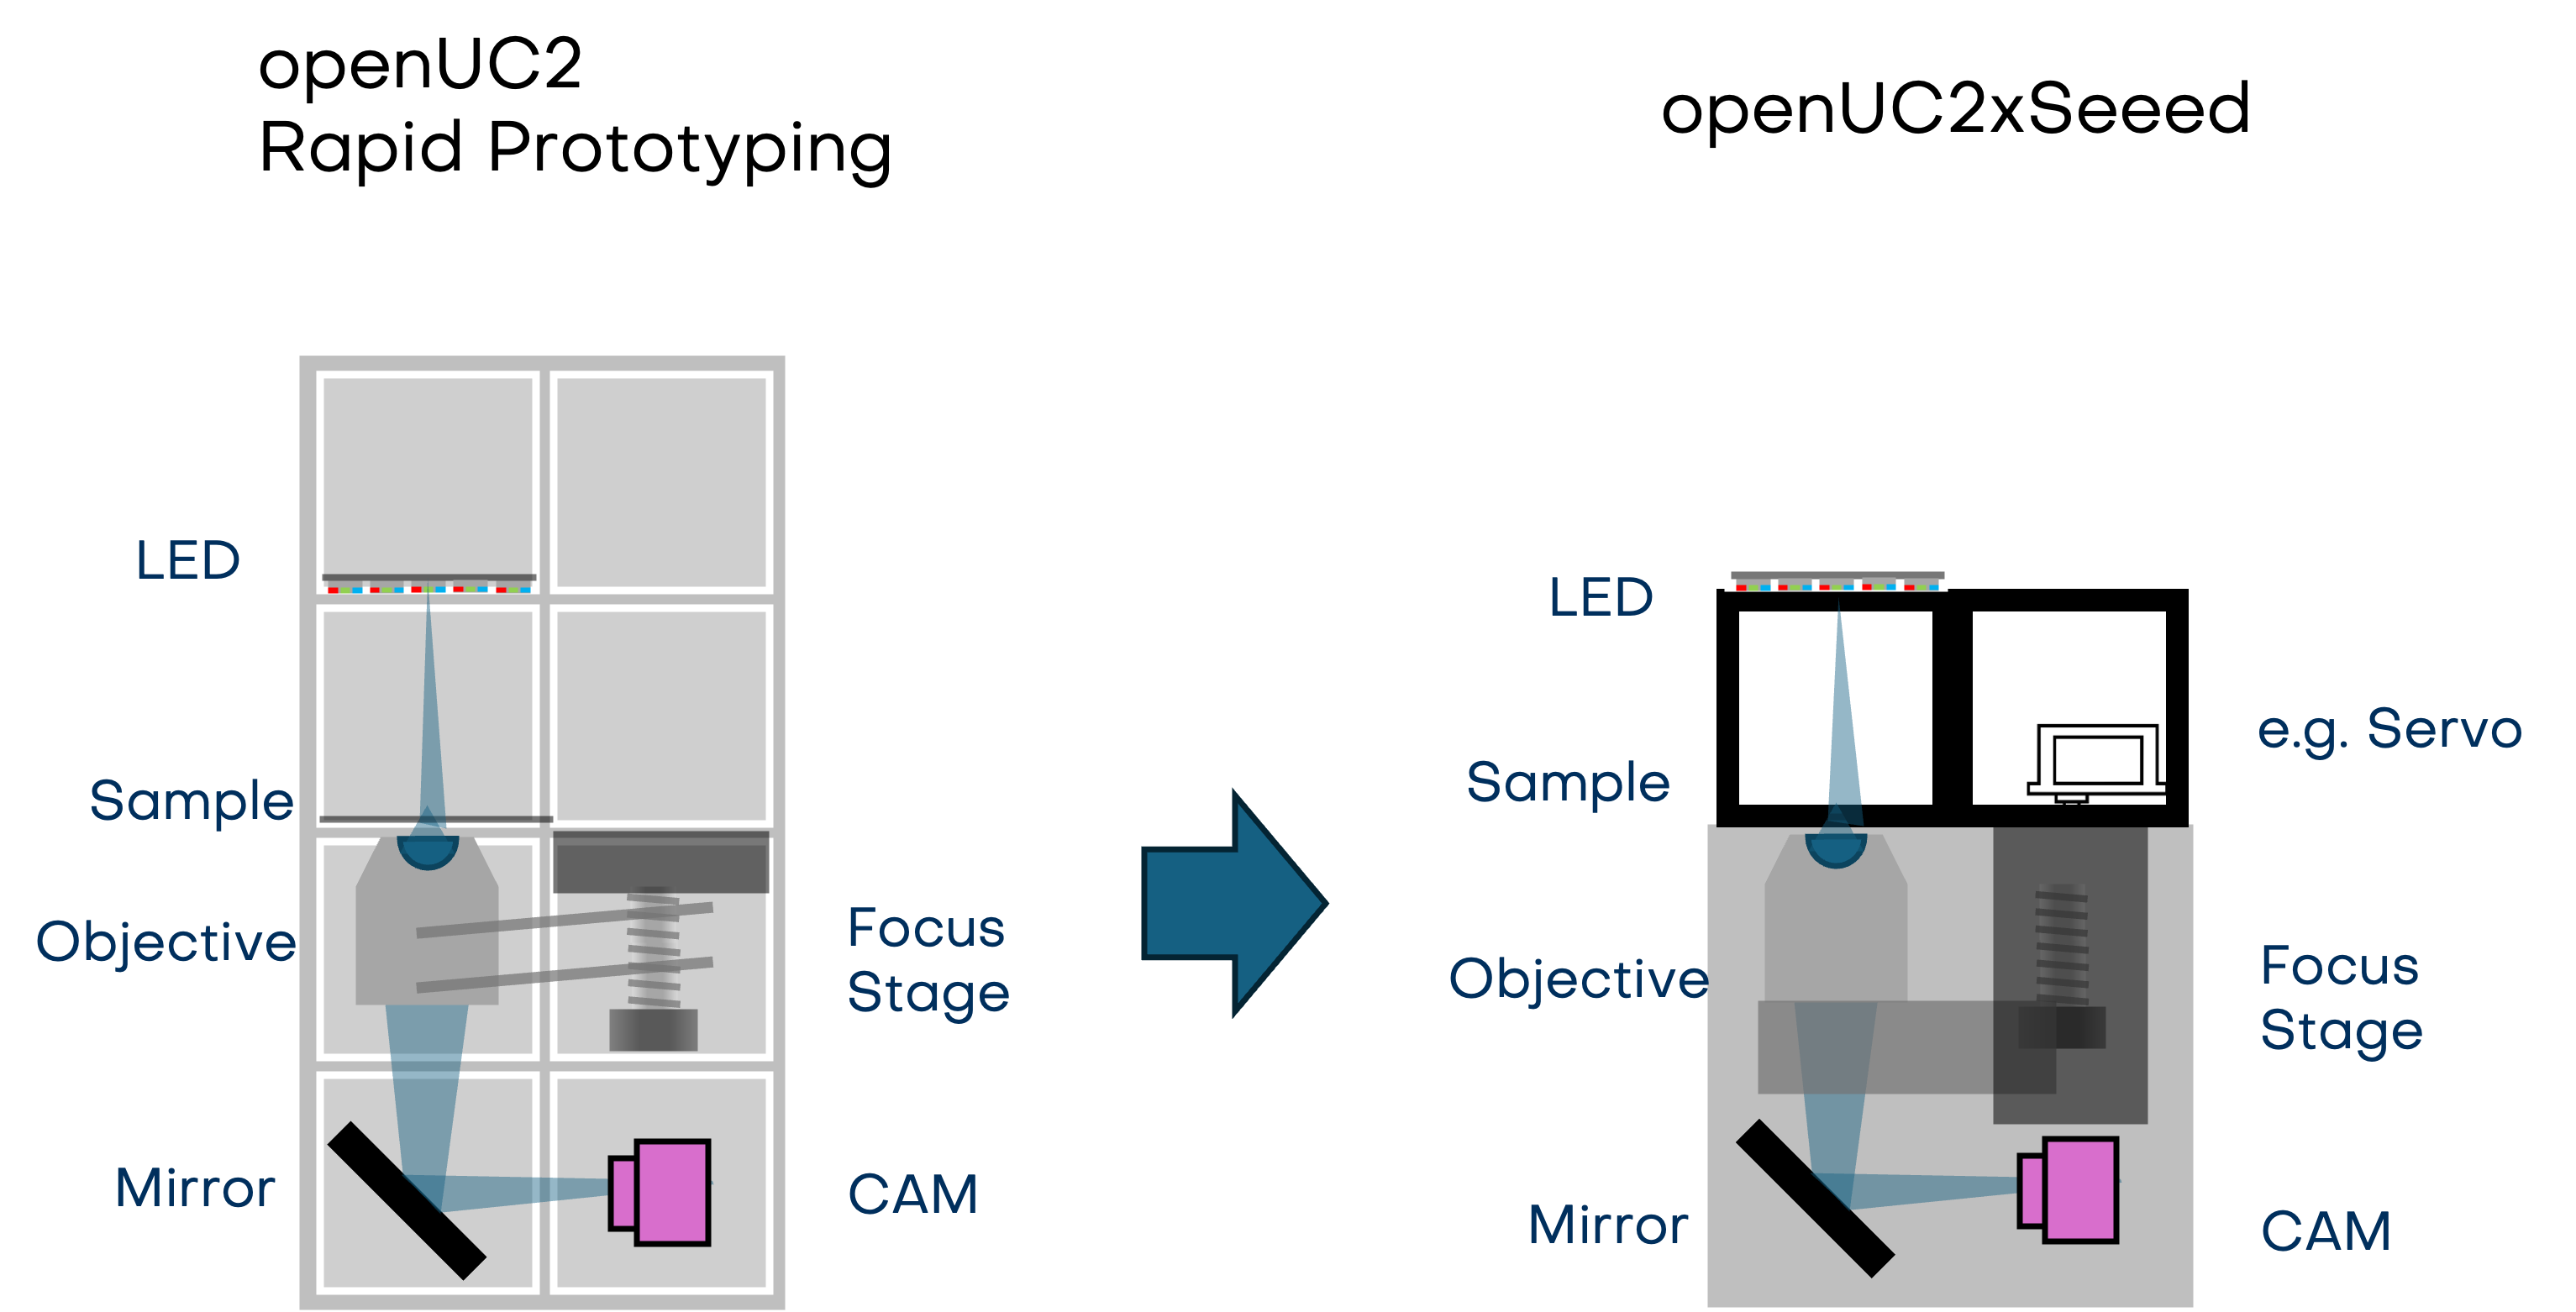 openUC2
Rapid Prototyping
LED
Sample
Objective
Focus
Stage
Mirror
CAM
openUC2xSeeed
LED
e.g. Servo
Sample
Objective
Focus
Stage
Mirror
CAM